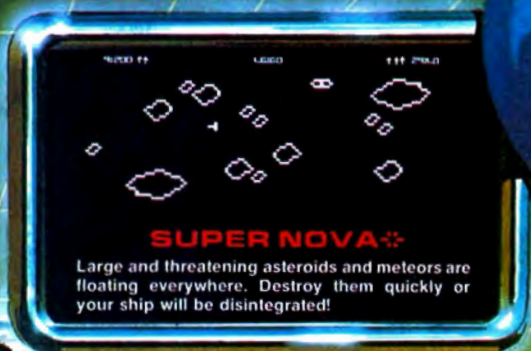 9200
SUPER NOVA
Large and threatening asteroids and meteors are
floating everywhere. Destroy them quickly or
your ship will be disintegrated!